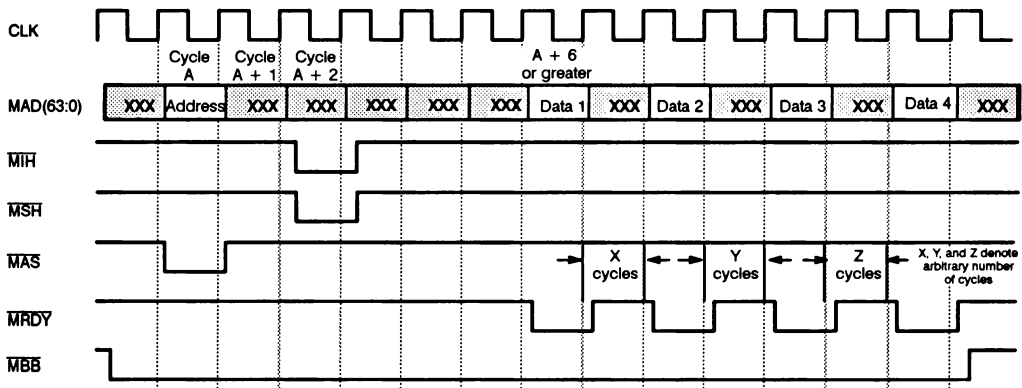 CLK
Cycle A
Cycle A + 1
Cycle A + 2
A + 6 or greater
MAD(63:0)
XXX Address XXX XXX XXX XXX XXX Data 1 XXX Data 2 XXX Data 3 XXX Data 4 XXX
MIH
MSH
MAS
X cycles
Y cycles
Z cycles
X, Y, and Z denote
arbitrary number
of cycles
MRDY
MBB